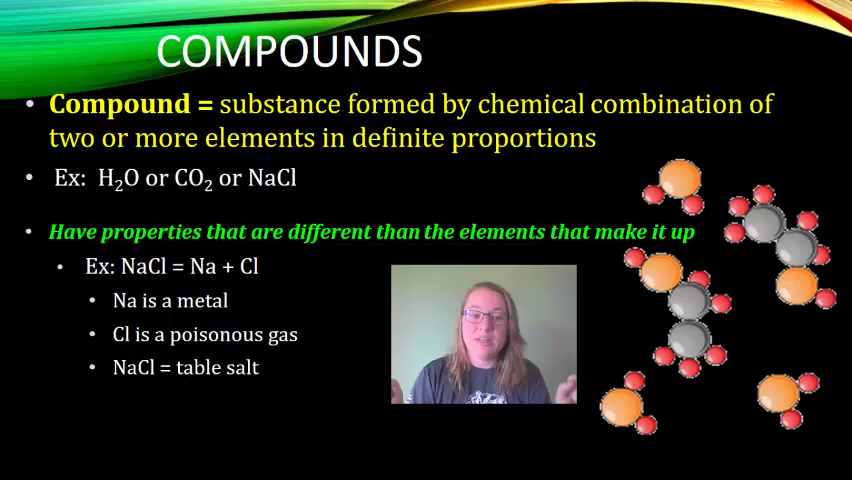 COMPOUNDS
• Compound = substance formed by chemical combination of
two or more elements in definite proportions
• Ex: H₂O or CO₂ or NaCl
• Have properties that are different than the elements that make it up
• Ex: NaCl = Na + Cl
• Na is a metal
• Cl is a poisonous gas
• NaCl = table salt